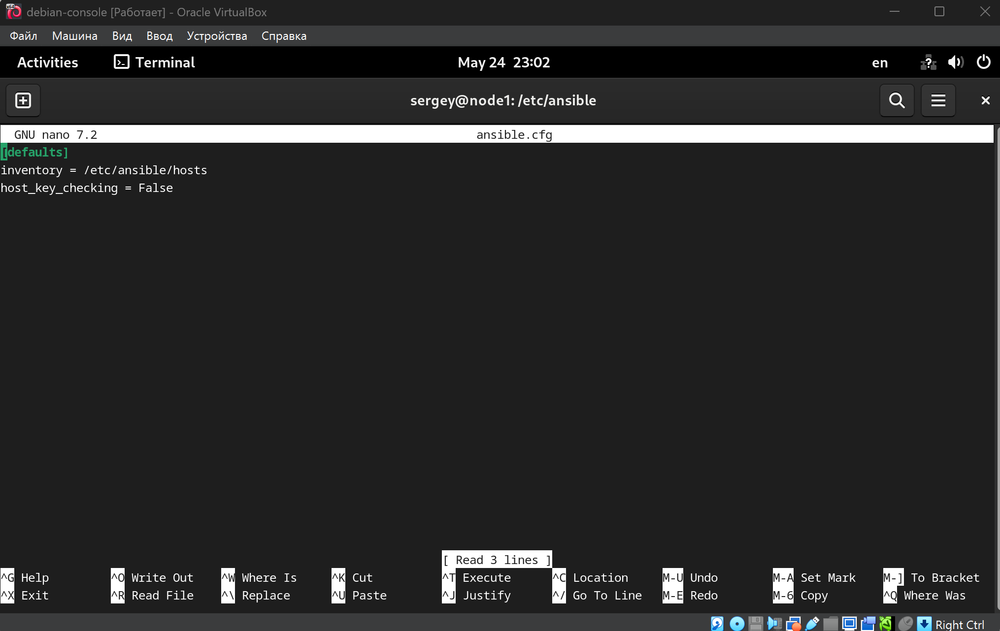 debian-console [Работает] - Oracle VirtualBox
Файл Машина Вид Ввод Устройства Справка
Activities Terminal May 24 23:02 en
sergey@node1: /etc/ansible
GNU nano 7.2 ansible.cfg
[defaults]
inventory = /etc/ansible/hosts
host_key_checking = False
[ Read 3 lines ]
^G Help ^O Write Out ^W Where Is ^K Cut ^T Execute ^C Location M-U Undo M-A Set Mark M-] To Bracket
^X Exit ^R Read File ^\ Replace ^U Paste ^J Justify ^/ Go To Line M-E Redo M-6 Copy ^Q Where Was
Right Ctrl